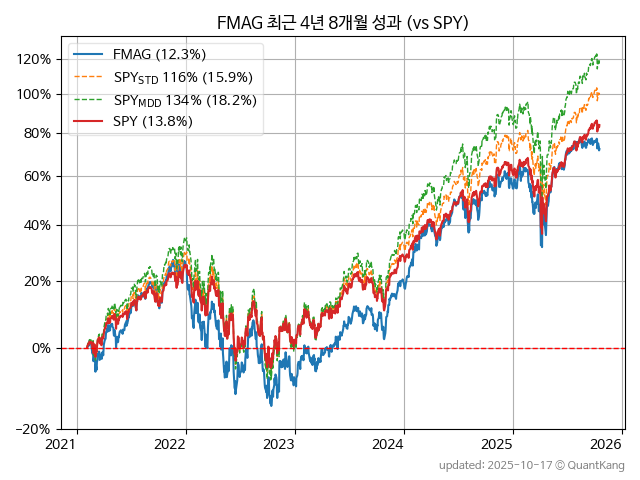 FMAG 최근 4년 8개월 성과 (vs SPY)
FMAG (12.3%)
SPY_STD 116% (15.9%)
SPY_MDD 134% (18.2%)
SPY (13.8%)
120%
100%
80%
60%
40%
20%
0%
−20%
2021 2022 2023 2024 2025 2026
updated: 2025-10-17 © QuantKang